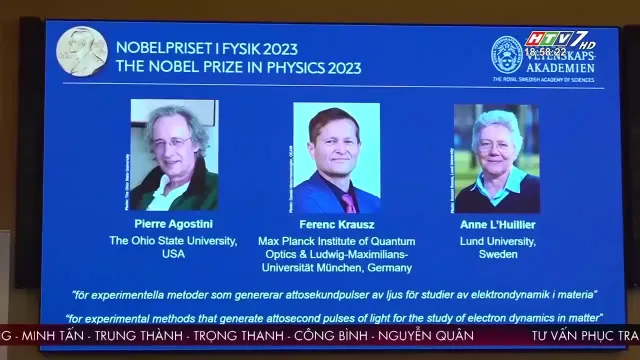 HTV7 HD
18:58:22
NOBELPRISET I FYSIK 2023
THE NOBEL PRIZE IN PHYSICS 2023
VETENSKAPS-
AKADEMIEN
THE ROYAL SWEDISH ACADEMY OF SCIENCES
Pierre Agostini
The Ohio State University,
USA
Ferenc Krausz
Max Planck Institute of Quantum
Optics & Ludwig-Maximilians-
Universität München, Germany
Anne L'Huillier
Lund University,
Sweden
"för experimentella metoder som genererar attosekundpulser av ljus för studier av elektrondynamik i materia"
"for experimental methods that generate attosecond pulses of light for the study of electron dynamics in matter"
- MINH TẤN - TRUNG THÀNH - TRỌNG THANH - CÔNG BÌNH - NGUYỄN QUÂN
TƯ VẤN PHỤC TRA